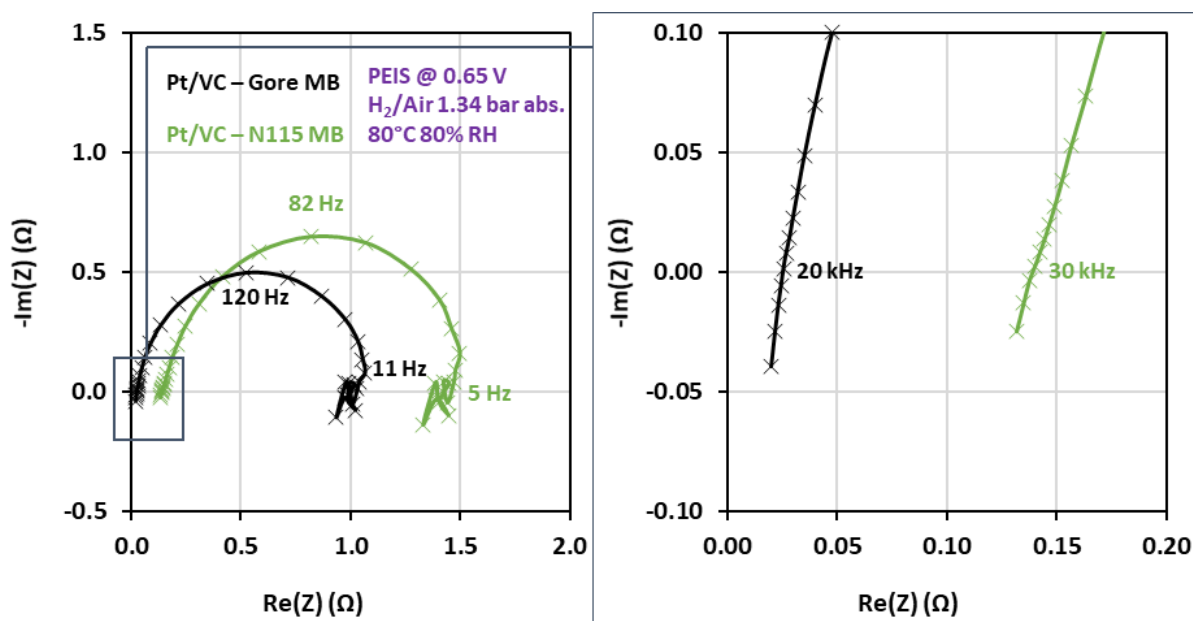 1.5
1.0
0.5
0.0
-0.5
-Im(Z) (Ω)
Pt/VC – Gore MB
Pt/VC – N115 MB
PEIS @ 0.65 V
H₂/Air 1.34 bar abs.
80°C 80% RH
82 Hz
120 Hz
11 Hz
5 Hz
0.0 0.5 1.0 1.5 2.0
Re(Z) (Ω)
0.10
0.05
0.00
-0.05
-0.10
-Im(Z) (Ω)
20 kHz
30 kHz
0.00 0.05 0.10 0.15 0.20
Re(Z) (Ω)